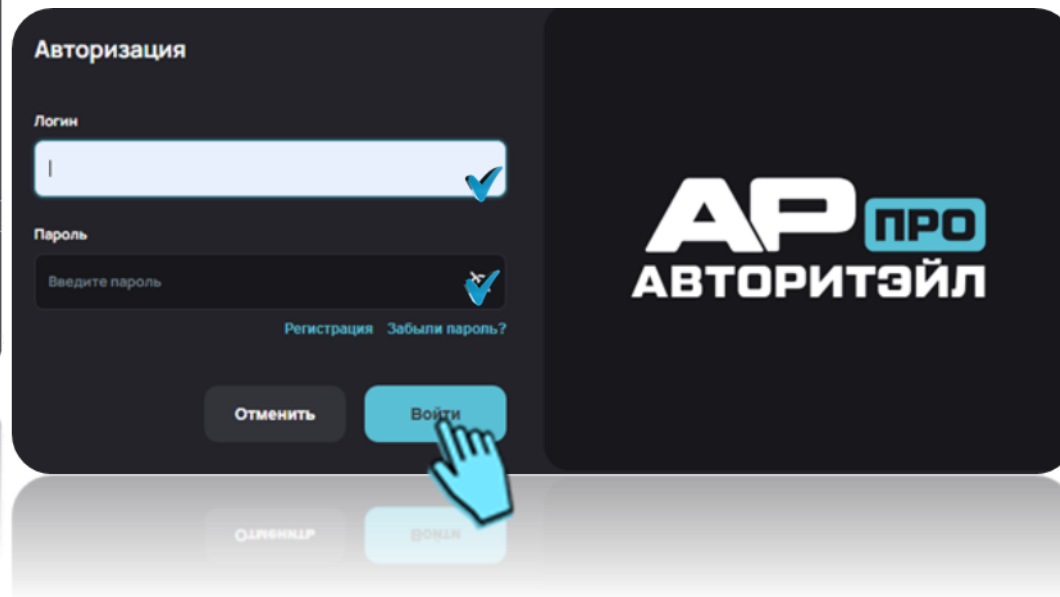 Авторизация
Логин
Пароль
Введите пароль
Регистрация Забыли пароль?
Отменить Войти
АР ПРО
АВТОРИТЭЙЛ